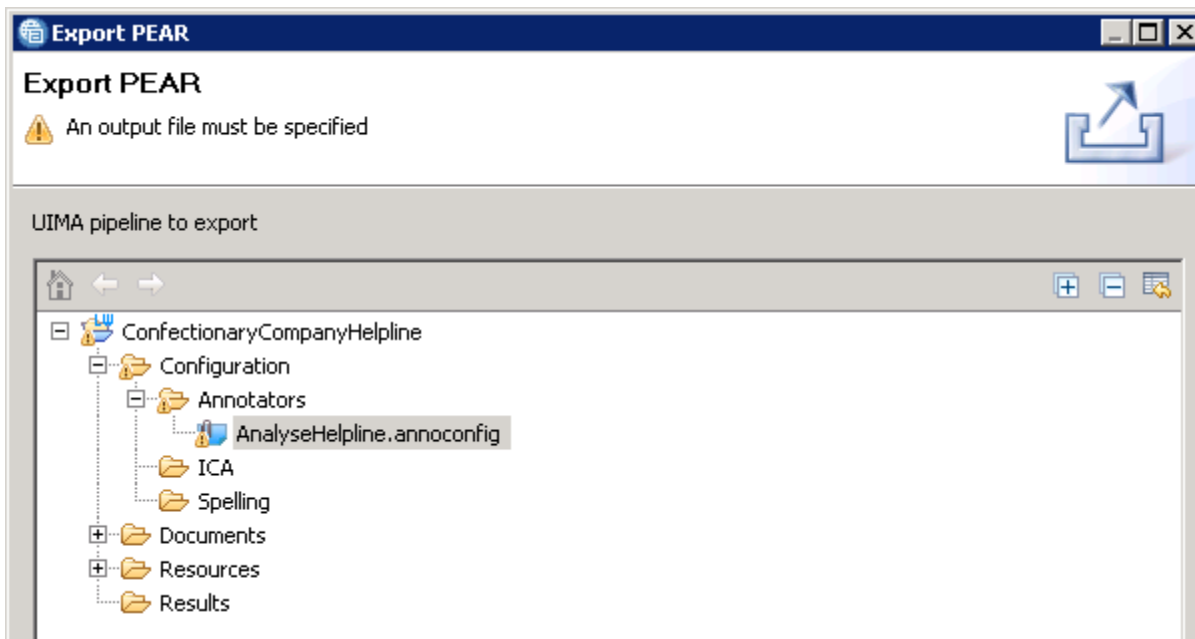 Export PEAR
Export PEAR
An output file must be specified
UIMA pipeline to export
ConfectionaryCompanyHelpline
Configuration
Annotators
AnalyseHelpline.annoconfig
ICA
Spelling
Documents
Resources
Results